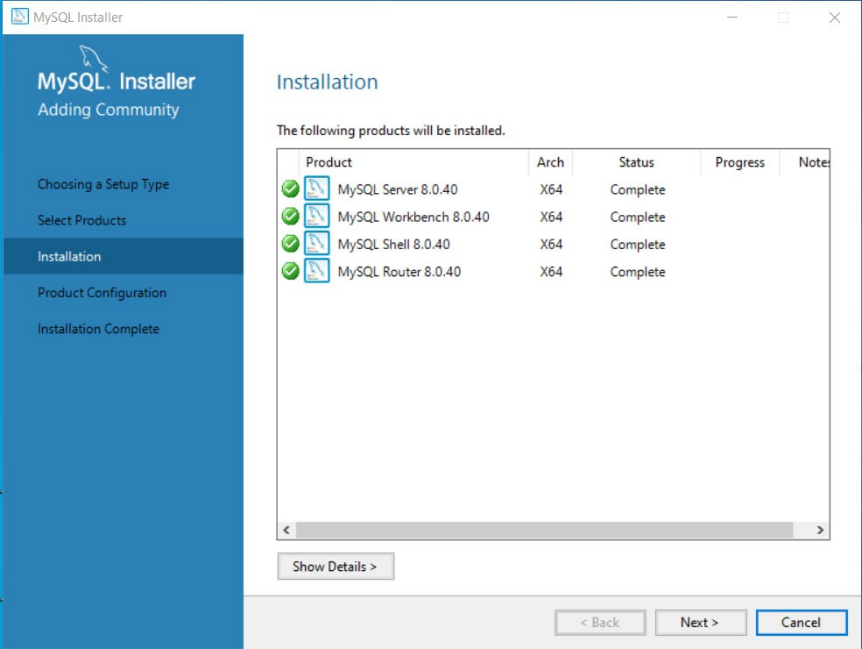 MySQL Installer
MySQL. Installer
Adding Community
Choosing a Setup Type
Select Products
Installation
Product Configuration
Installation Complete
Installation
The following products will be installed.
Product Arch Status Progress Notes
MySQL Server 8.0.40 X64 Complete
MySQL Workbench 8.0.40 X64 Complete
MySQL Shell 8.0.40 X64 Complete
MySQL Router 8.0.40 X64 Complete
Show Details >
< Back Next > Cancel